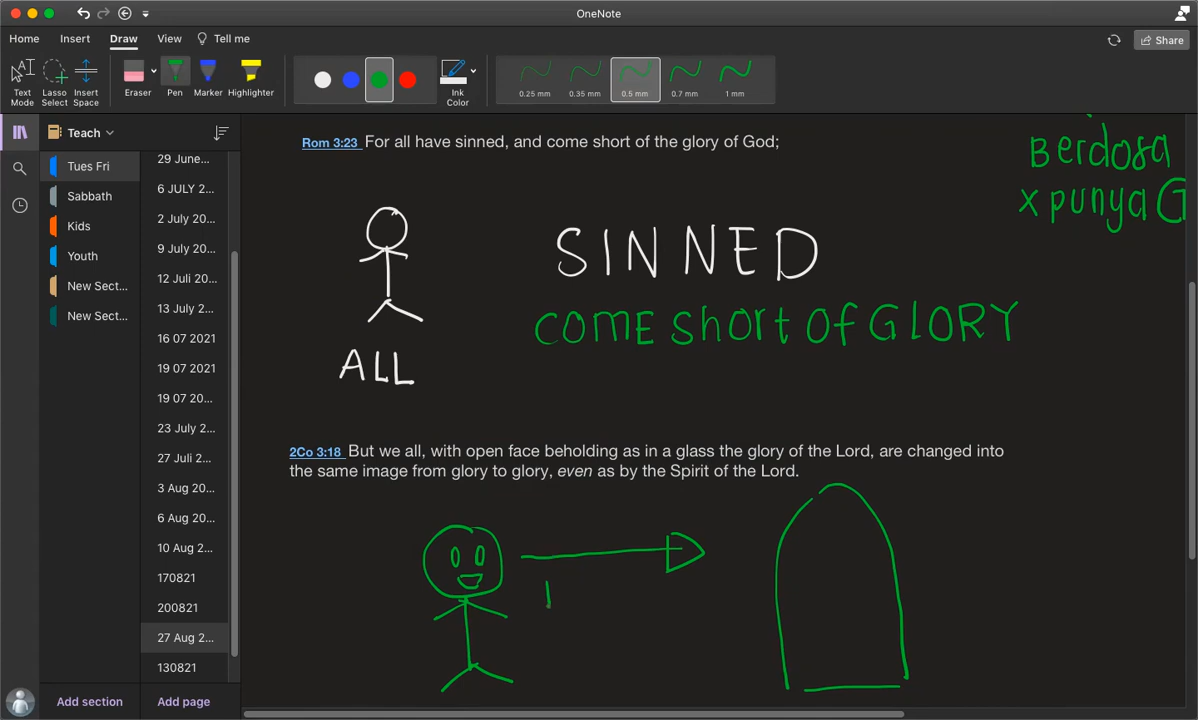 OneNote
Home Insert Draw View Tell me
Share
Text Mode
Lasso Select
Insert Space
Eraser
Pen
Marker
Highlighter
Ink Color
0.25 mm
0.35 mm
0.5 mm
0.7 mm
1 mm
Teach
Tues Fri
Sabbath
Kids
Youth
New Sect...
New Sect...
29 June...
6 JULY 2...
2 July 20...
9 July 20...
12 Juli 20...
13 July 2...
16 07 2021
19 07 2021
19 07 20...
23 July 2...
27 Juli 2...
3 Aug 20...
6 Aug 20...
10 Aug 2...
170821
200821
27 Aug 2...
130821
Add section
Add page
Rom 3:23 For all have sinned, and come short of the glory of God;
Berdosa
x punya G
SINNED
COME short Of GLORY
ALL
2Co 3:18 But we all, with open face beholding as in a glass the glory of the Lord, are changed into
the same image from glory to glory, even as by the Spirit of the Lord.